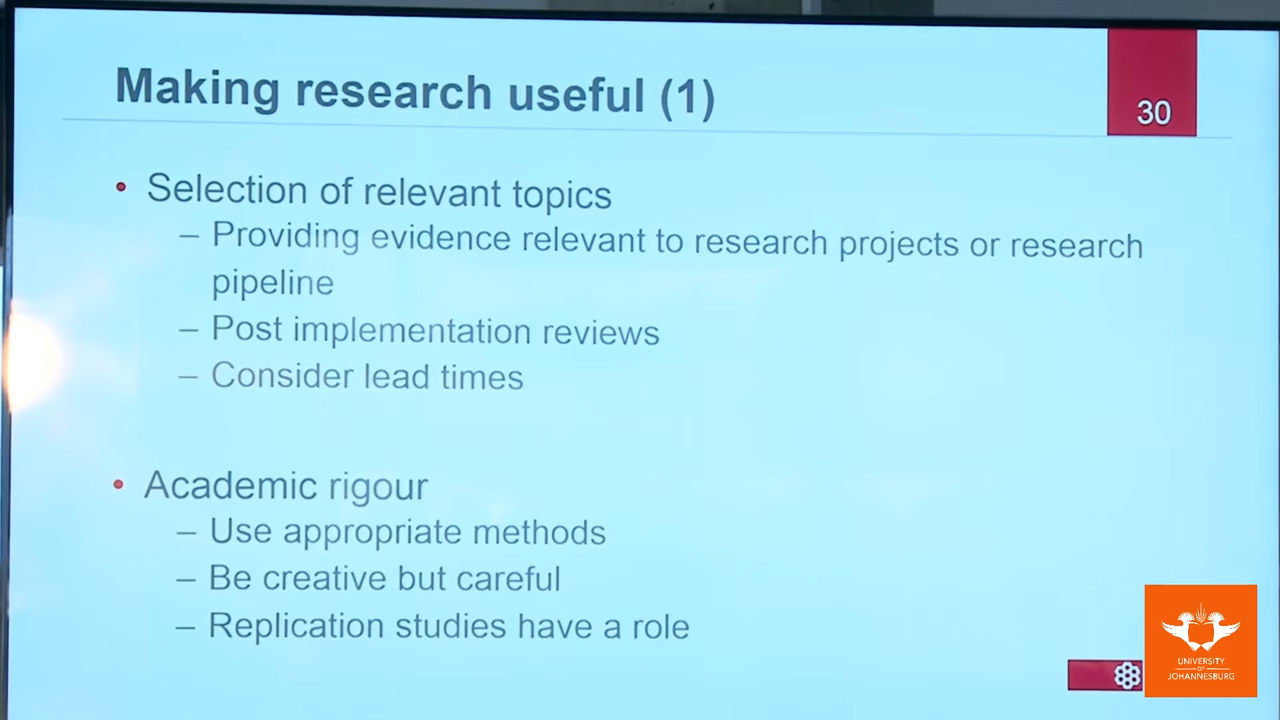 Making research useful (1)
30
• Selection of relevant topics
– Providing evidence relevant to research projects or research
pipeline
– Post implementation reviews
– Consider lead times
• Academic rigour
– Use appropriate methods
– Be creative but careful
– Replication studies have a role
UNIVERSITY
OF
JOHANNESBURG